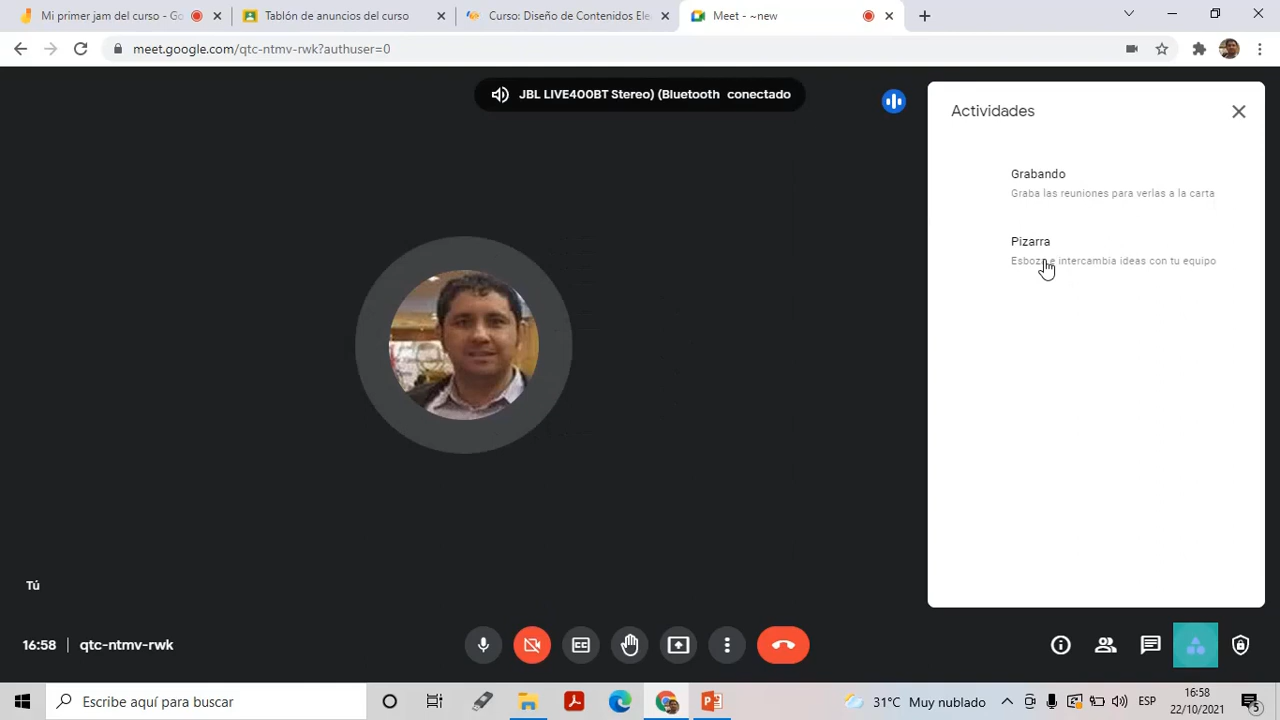 Mi primer jam del curso - Go
Tablón de anuncios del curso
Curso: Diseño de Contenidos Ele
Meet - ~new
meet.google.com/qtc-ntmv-rwk?authuser=0
JBL LIVE400BT Stereo) (Bluetooth conectado
Actividades
Grabando
Graba las reuniones para verlas a la carta
Pizarra
Esboza e intercambia ideas con tu equipo
Tú
16:58 | qtc-ntmv-rwk
Escribe aquí para buscar
31°C Muy nublado
ESP
16:58
22/10/2021
5